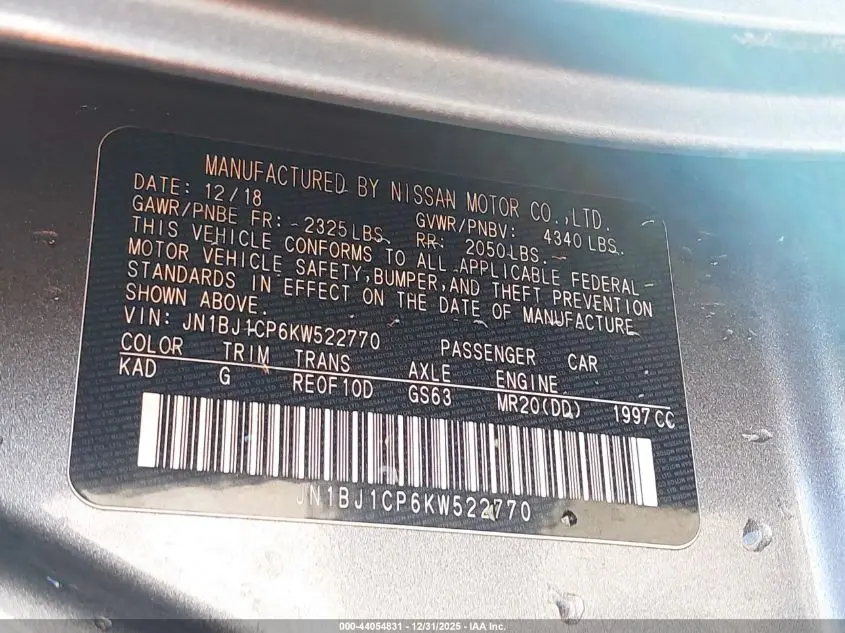 MANUFACTURED BY NISSAN MOTOR CO.,LTD.
DATE: 12/18 GVWR/PNBV: 4340 LBS.
GAWR/PNBE FR: 2325 LBS. RR: 2050 LBS.
THIS VEHICLE CONFORMS TO ALL APPLICABLE FEDERAL
MOTOR VEHICLE SAFETY, BUMPER, AND THEFT PREVENTION
STANDARDS IN EFFECT ON THE DATE OF MANUFACTURE
SHOWN ABOVE.
VIN: JN1BJ1CP6KW522770 PASSENGER CAR
COLOR TRIM TRANS AXLE ENGINE
KAD G RE0F10D GS63 MR20(DD) 1997 CC
JN1BJ1CP6KW522770
000-44054831 - 12/31/2025 - IAA Inc.